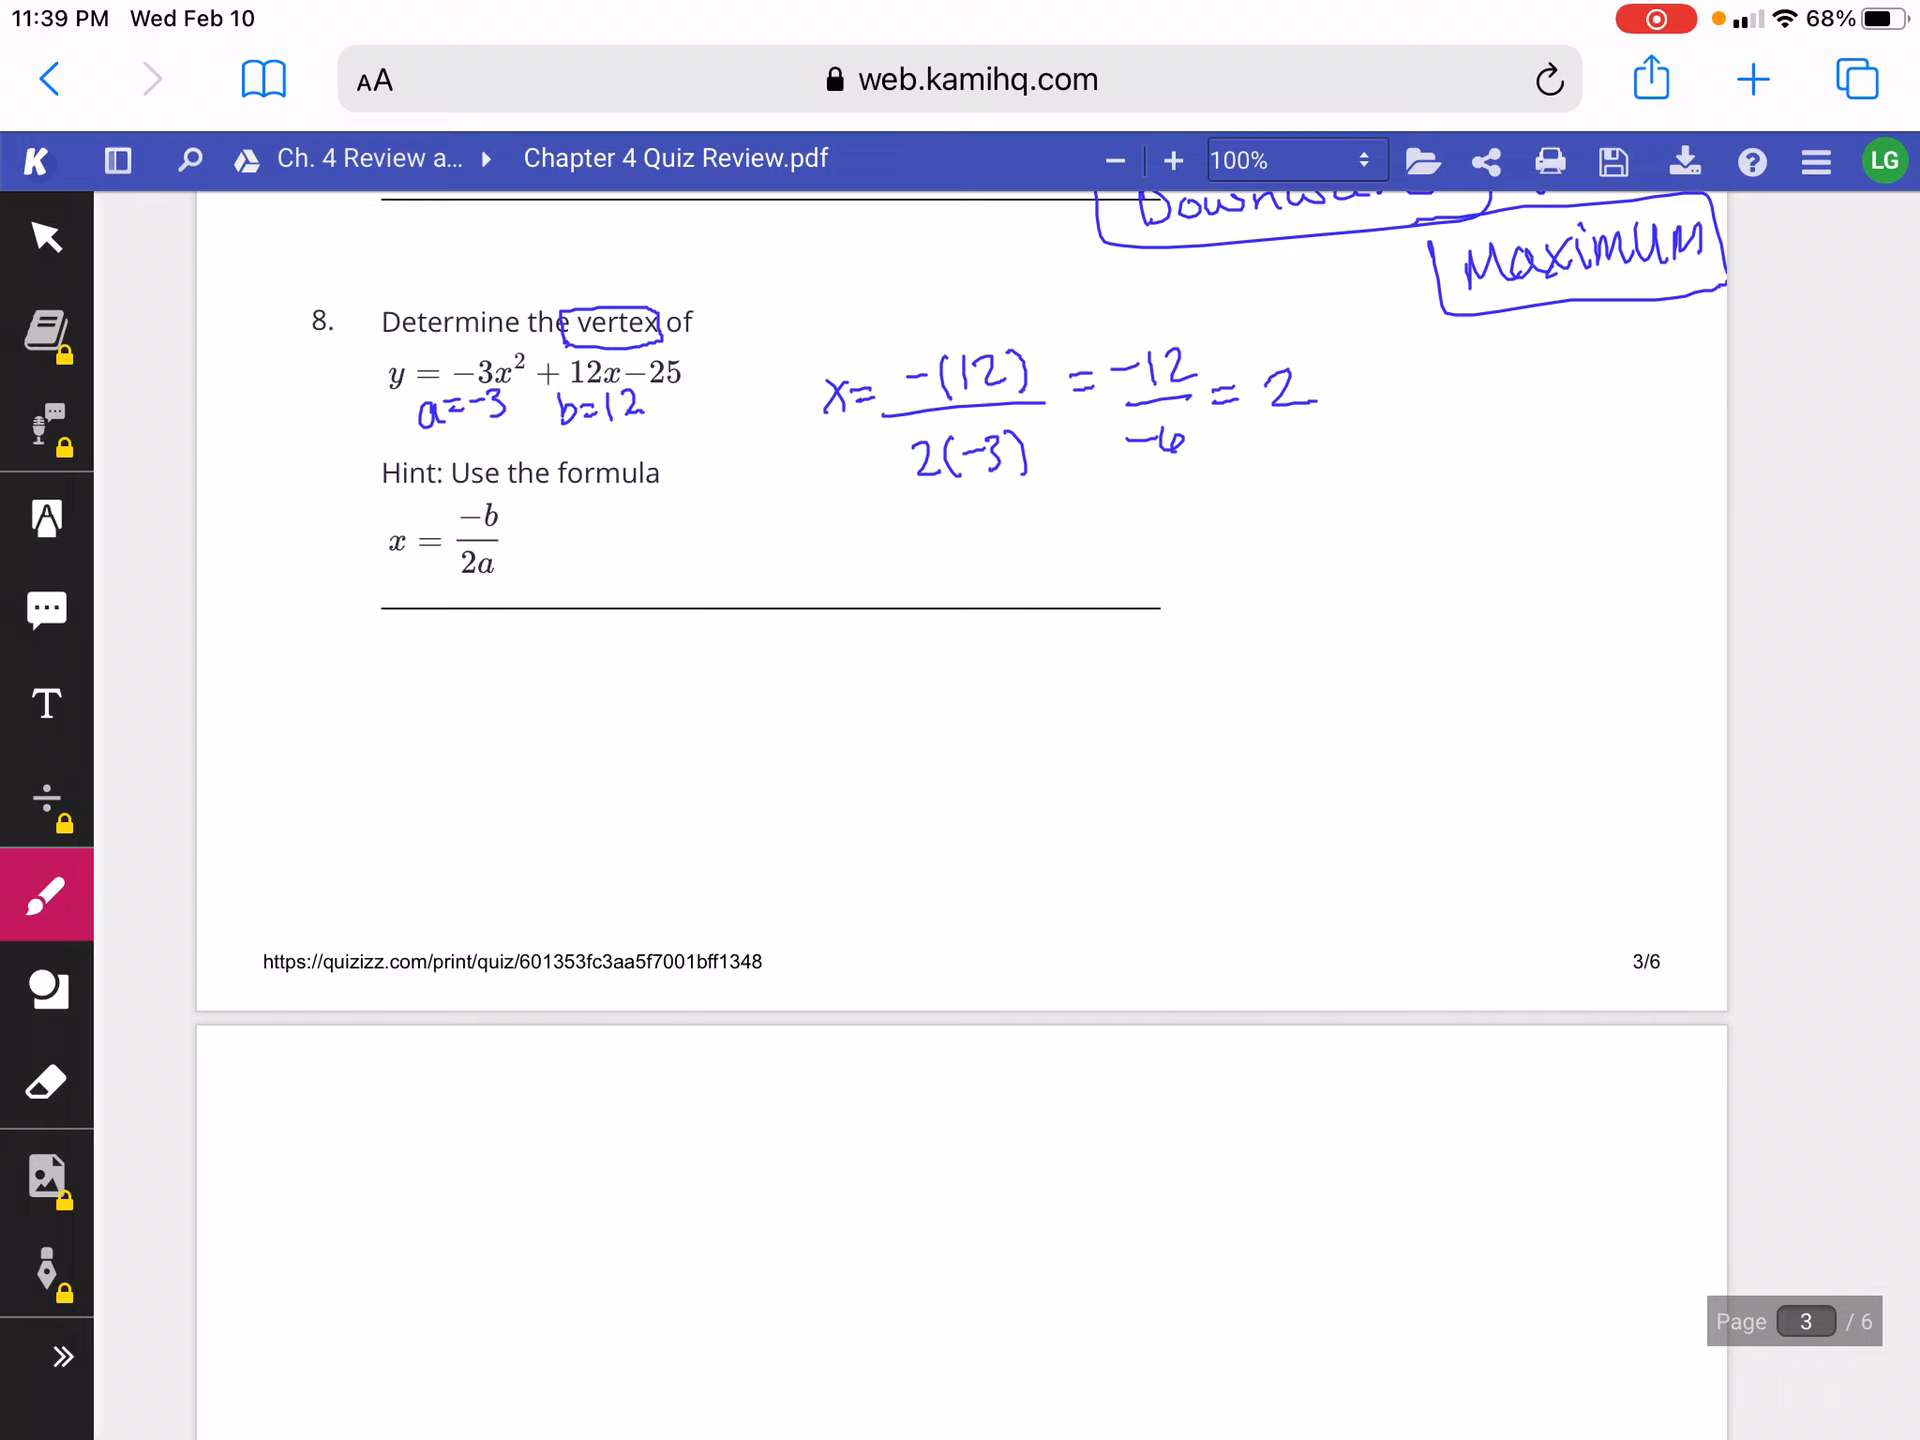 11:39 PM Wed Feb 10 68%
AA web.kamihq.com
K Ch. 4 Review a... Chapter 4 Quiz Review.pdf 100% LG
Maximum
8. Determine the vertex of
y = −3x² + 12x−25
a=-3 b=12
x= -(12) / 2(-3) = -12 / -6 = 2
Hint: Use the formula
x = −b / 2a
https://quizizz.com/print/quiz/601353fc3aa5f7001bff1348 3/6
Page 3 / 6